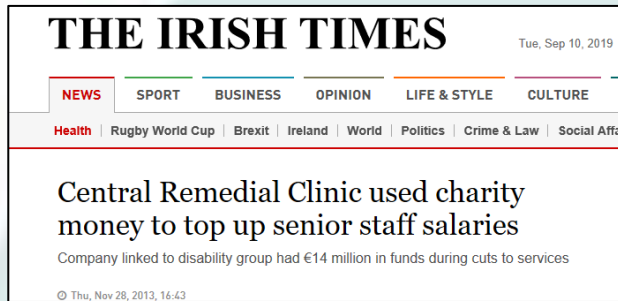 THE IRISH TIMES
Tue, Sep 10, 2019
NEWS SPORT BUSINESS OPINION LIFE & STYLE CULTURE
Health | Rugby World Cup | Brexit | Ireland | World | Politics | Crime & Law | Social Affa
Central Remedial Clinic used charity
money to top up senior staff salaries
Company linked to disability group had €14 million in funds during cuts to services
Thu, Nov 28, 2013, 16:43